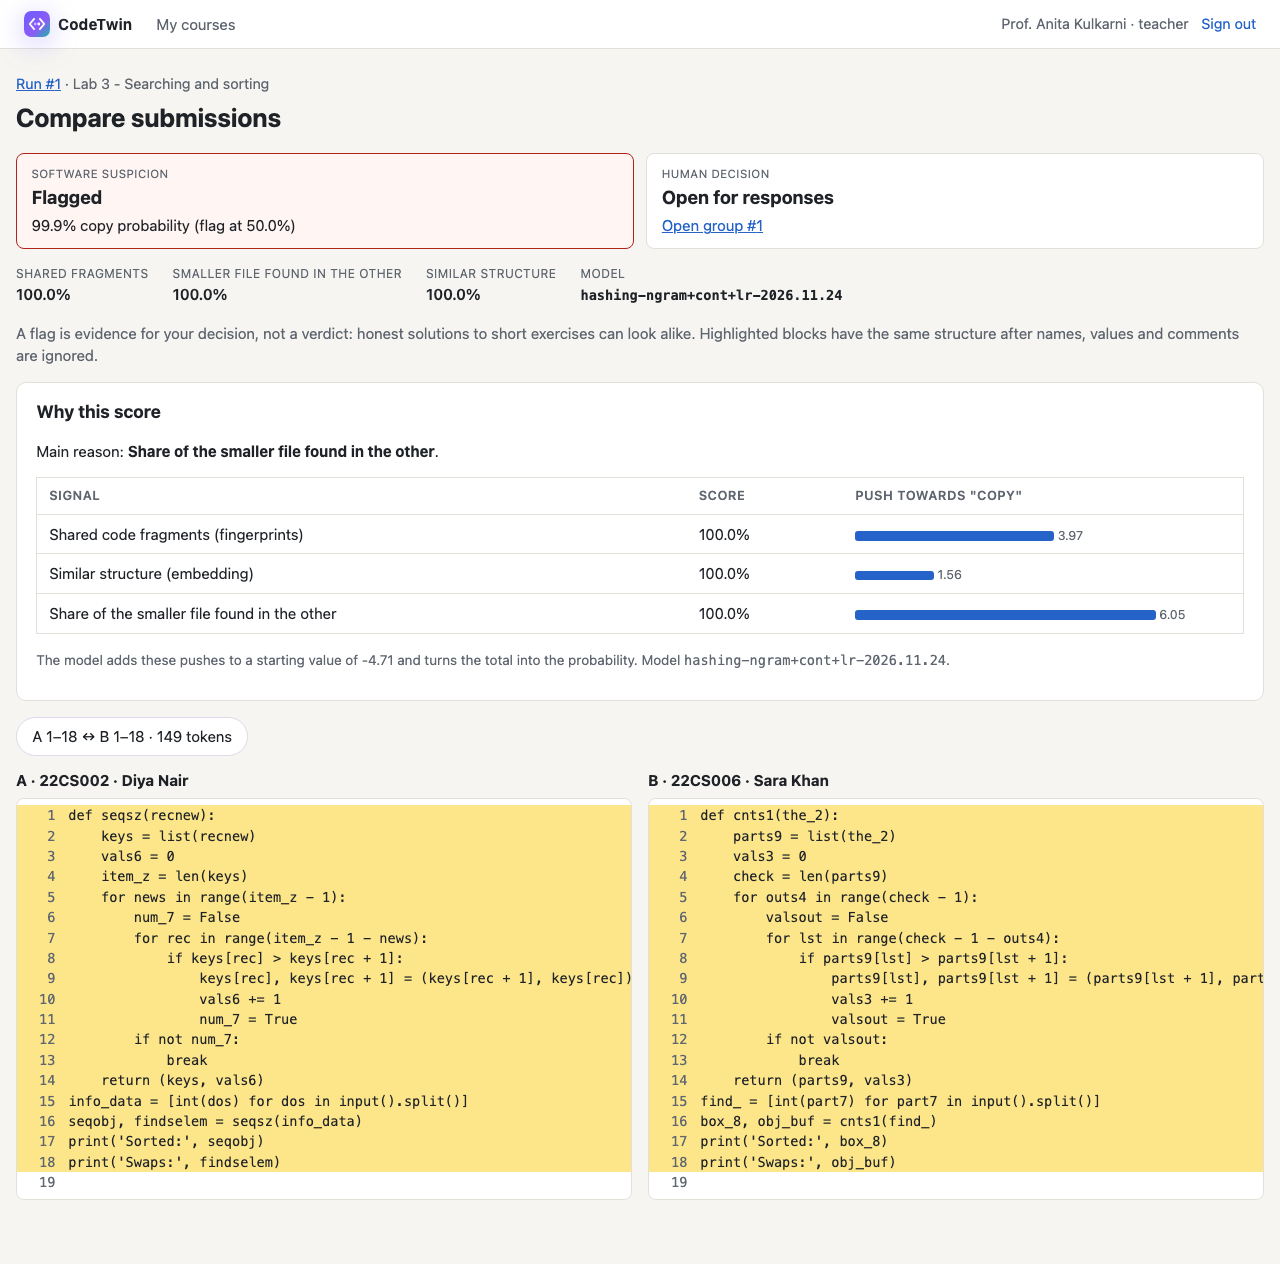 CodeTwin My courses Prof. Anita Kulkarni · teacher Sign out
Run #1 · Lab 3 - Searching and sorting
Compare submissions
SOFTWARE SUSPICION
Flagged
99.9% copy probability (flag at 50.0%)
HUMAN DECISION
Open for responses
Open group #1
SHARED FRAGMENTS
100.0%
SMALLER FILE FOUND IN THE OTHER
100.0%
SIMILAR STRUCTURE
100.0%
MODEL
hashing-ngram+cont+lr-2026.11.24
A flag is evidence for your decision, not a verdict: honest solutions to short exercises can look alike. Highlighted blocks have the same structure after names, values and comments
are ignored.
Why this score
Main reason: Share of the smaller file found in the other.
SIGNAL SCORE PUSH TOWARDS "COPY"
Shared code fragments (fingerprints) 100.0% 3.97
Similar structure (embedding) 100.0% 1.56
Share of the smaller file found in the other 100.0% 6.05
The model adds these pushes to a starting value of -4.71 and turns the total into the probability. Model hashing-ngram+cont+lr-2026.11.24.
A 1–18 ↔ B 1–18 · 149 tokens
A · 22CS002 · Diya Nair
1 def seqsz(recnew):
2     keys = list(recnew)
3     vals6 = 0
4     item_z = len(keys)
5     for news in range(item_z - 1):
6         num_7 = False
7         for rec in range(item_z - 1 - news):
8             if keys[rec] > keys[rec + 1]:
9                 keys[rec], keys[rec + 1] = (keys[rec + 1], keys[rec])
10                 vals6 += 1
11                 num_7 = True
12         if not num_7:
13             break
14     return (keys, vals6)
15 info_data = [int(dos) for dos in input().split()]
16 seqobj, findselem = seqsz(info_data)
17 print('Sorted:', seqobj)
18 print('Swaps:', findselem)
19
B · 22CS006 · Sara Khan
1 def cnts1(the_2):
2     parts9 = list(the_2)
3     vals3 = 0
4     check = len(parts9)
5     for outs4 in range(check - 1):
6         valsout = False
7         for lst in range(check - 1 - outs4):
8             if parts9[lst] > parts9[lst + 1]:
9                 parts9[lst], parts9[lst + 1] = (parts9[lst + 1], part
10                 vals3 += 1
11                 valsout = True
12         if not valsout:
13             break
14     return (parts9, vals3)
15 find_ = [int(part7) for part7 in input().split()]
16 box_8, obj_buf = cnts1(find_)
17 print('Sorted:', box_8)
18 print('Swaps:', obj_buf)
19